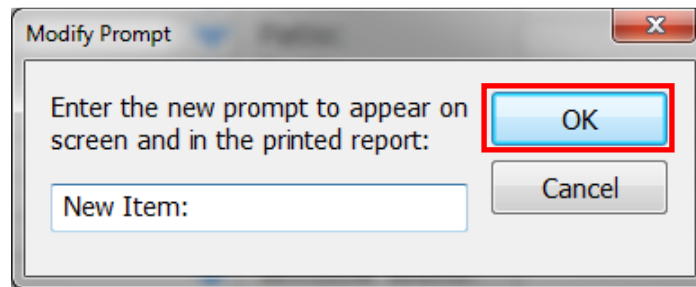 Modify Prompt
Enter the new prompt to appear on
screen and in the printed report:
OK
Cancel
New Item: